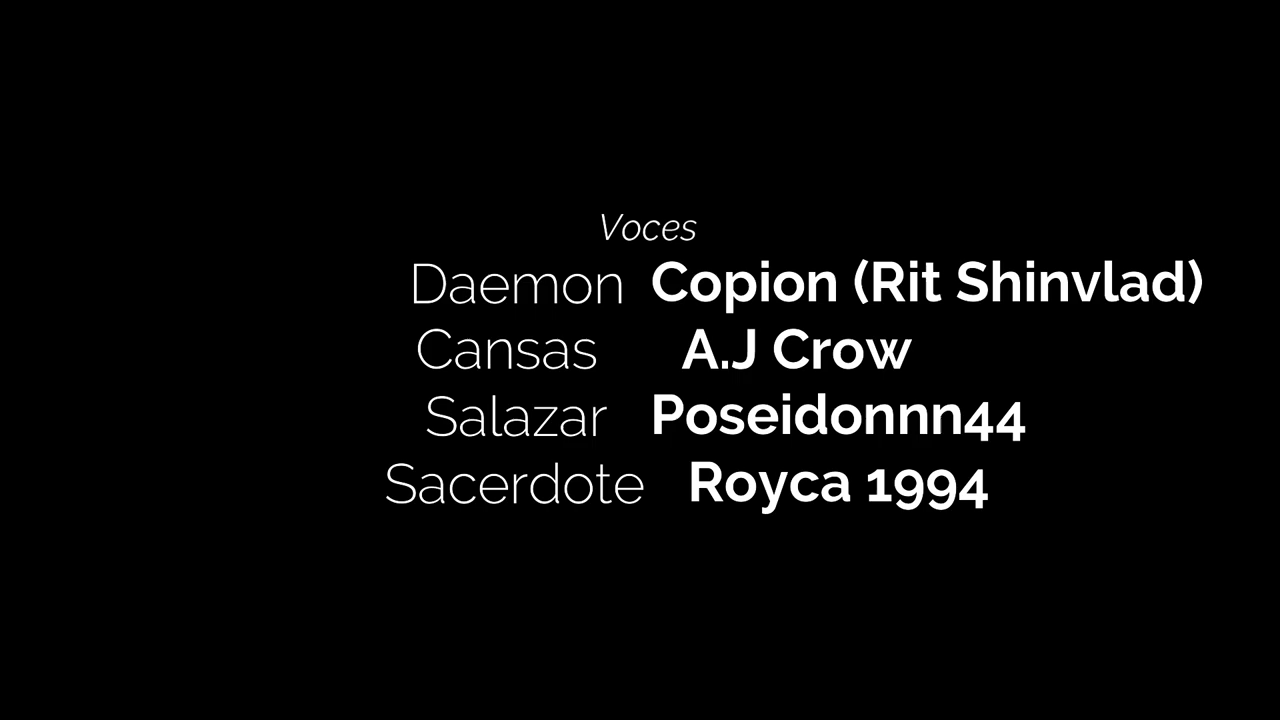 Voces
Daemon Copion (Rit Shinvlad)
Cansas A.J Crow
Salazar Poseidonnn44
Sacerdote Royca 1994